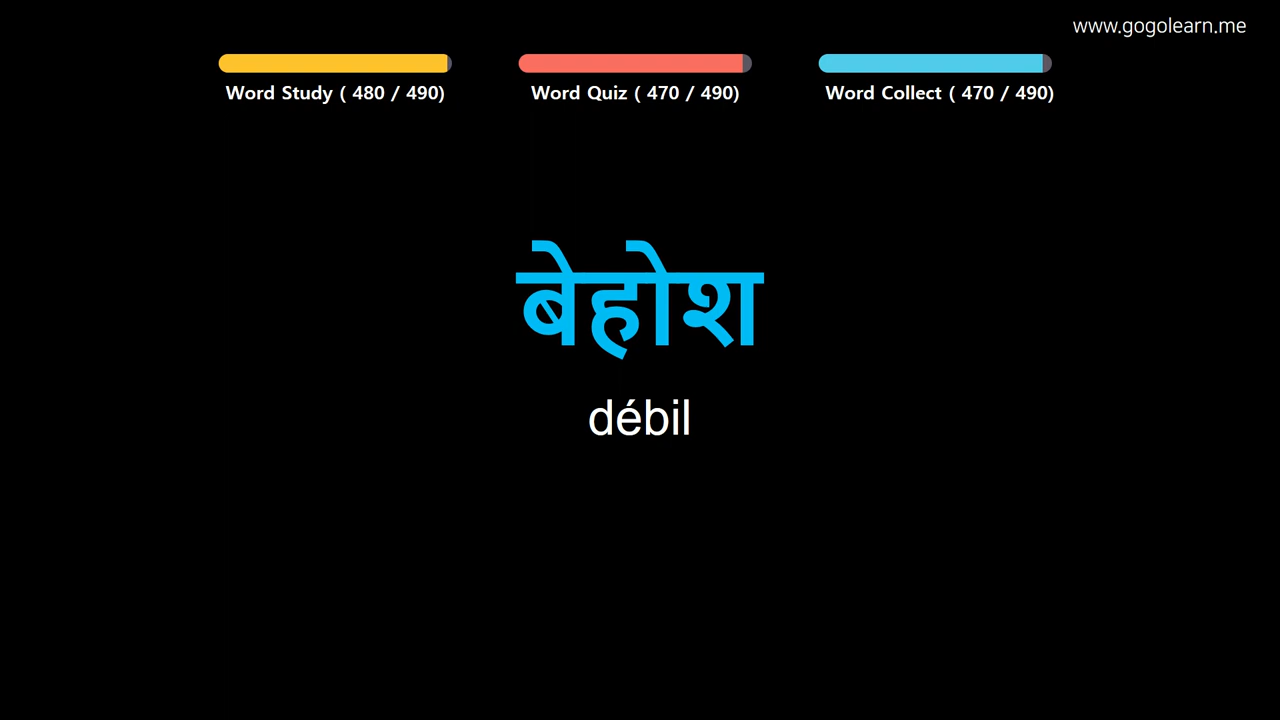 www.gogolearn.me
Word Study ( 480 / 490)
Word Quiz ( 470 / 490)
Word Collect ( 470 / 490)
बेहोश
débil